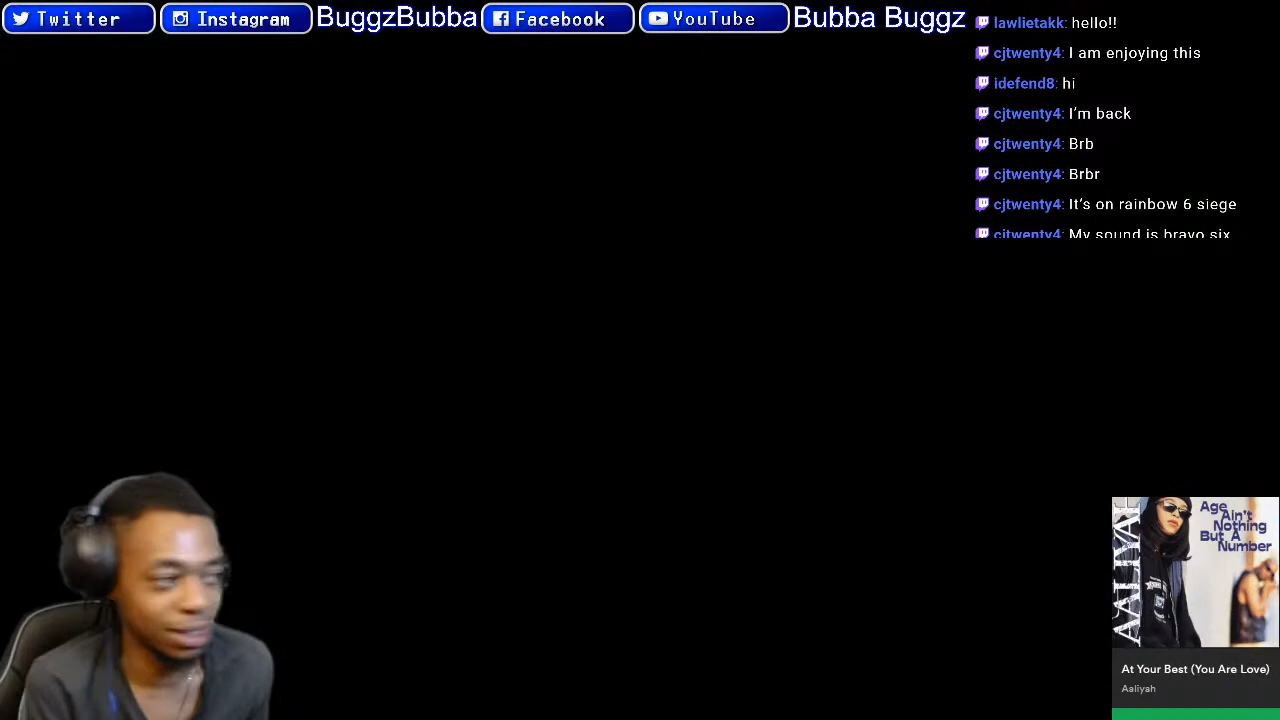 Twitter Instagram BuggzBubba Facebook YouTube Bubba Buggz
lawlietakk: hello!!
cjtwenty4: I am enjoying this
idefend8: hi
cjtwenty4: I’m back
cjtwenty4: Brb
cjtwenty4: Brbr
cjtwenty4: It’s on rainbow 6 siege
cjtwenty4: My sound is bravo six
AALIYAH
Age
Ain't
Nothing
But A
Number
At Your Best (You Are Love)
Aaliyah